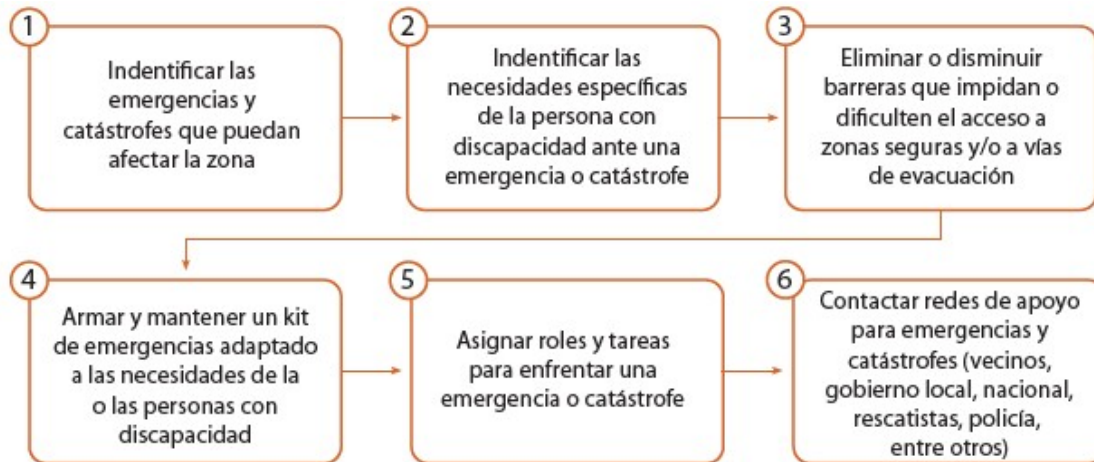 1
Indentificar las
emergencias y
catástrofes que puedan
afectar la zona
2
Indentificar las
necesidades específicas
de la persona con
discapacidad ante una
emergencia o catástrofe
3
Eliminar o disminuir
barreras que impidan o
dificulten el acceso a
zonas seguras y/o a vías
de evacuación
4
Armar y mantener un kit
de emergencias adaptado
a las necesidades de la
o las personas con
discapacidad
5
Asignar roles y tareas
para enfrentar una
emergencia o catástrofe
6
Contactar redes de apoyo
para emergencias y
catástrofes (vecinos,
gobierno local, nacional,
rescatistas, policía,
entre otros)